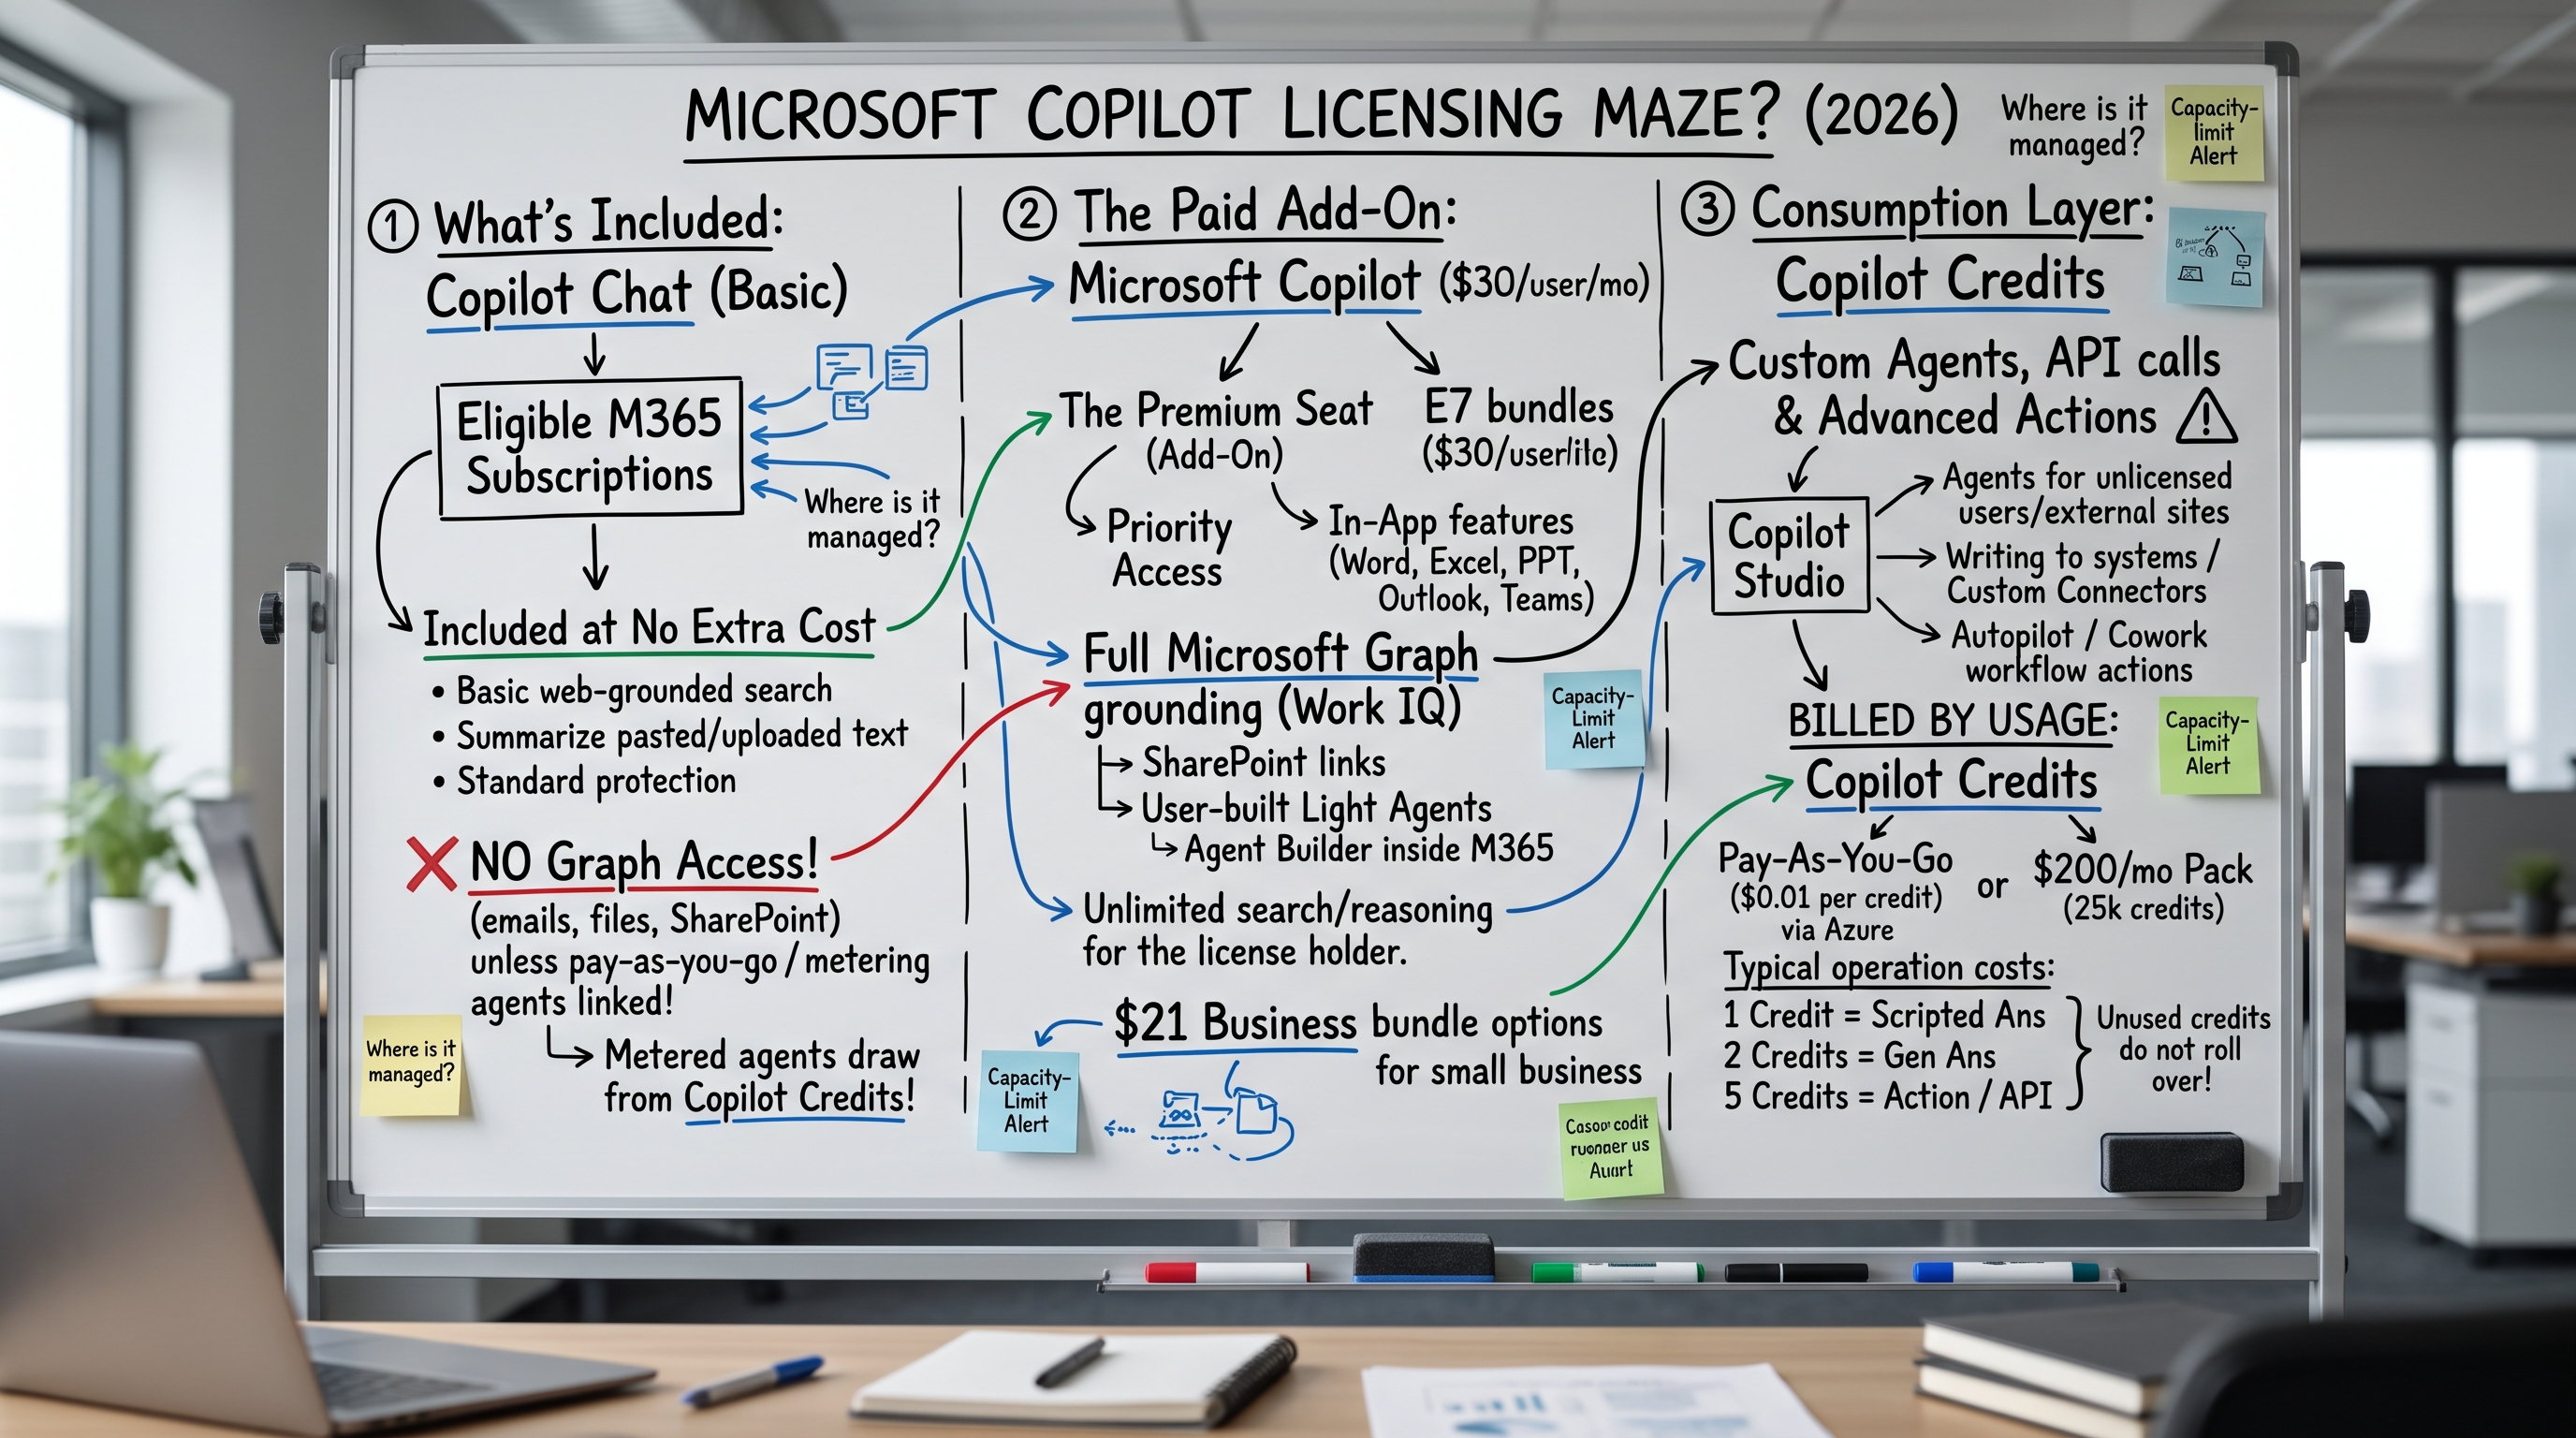 MICROSOFT COPILOT LICENSING MAZE? (2026)
Where is it
managed?
Capacity-
limit
Alert
① What's Included:
Copilot Chat (Basic)
Eligible M365
Subscriptions
Where is it
managed?
Included at No Extra Cost
• Basic web-grounded search
• Summarize pasted/uploaded text
• Standard protection
NO Graph Access!
(emails, files, SharePoint)
unless pay-as-you-go / metering
agents linked!
Metered agents draw
from Copilot Credits!
Where is it
managed?
② The Paid Add-On:
Microsoft Copilot ($30/user/mo)
The Premium Seat
(Add-On)
E7 bundles
($30/user
Priority
Access
In-App features
(Word, Excel, PPT,
Outlook, Teams)
Full Microsoft Graph
grounding (Work IQ)
SharePoint links
User-built Light Agents
Agent Builder inside M365
Capacity-
Limit
Alert
Unlimited search/reasoning
for the license holder.
$21 Business bundle options
for small business
Capacity-
Limit
Alert
③ Consumption Layer:
Copilot Credits
Custom Agents, API calls
& Advanced Actions
Copilot
Studio
Agents for unlicensed
users/external sites
Writing to systems /
Custom Connectors
Autopilot / Cowork
workflow actions
BILLED BY USAGE:
Copilot Credits
Capacity-
Limit
Alert
Pay-As-You-Go
($0.01 per credit)
via Azure
or
$200/mo Pack
(25k credits)
Typical operation costs:
1 Credit = Scripted Ans
2 Credits = Gen Ans
5 Credits = Action / API
Unused credits
do not roll
over!